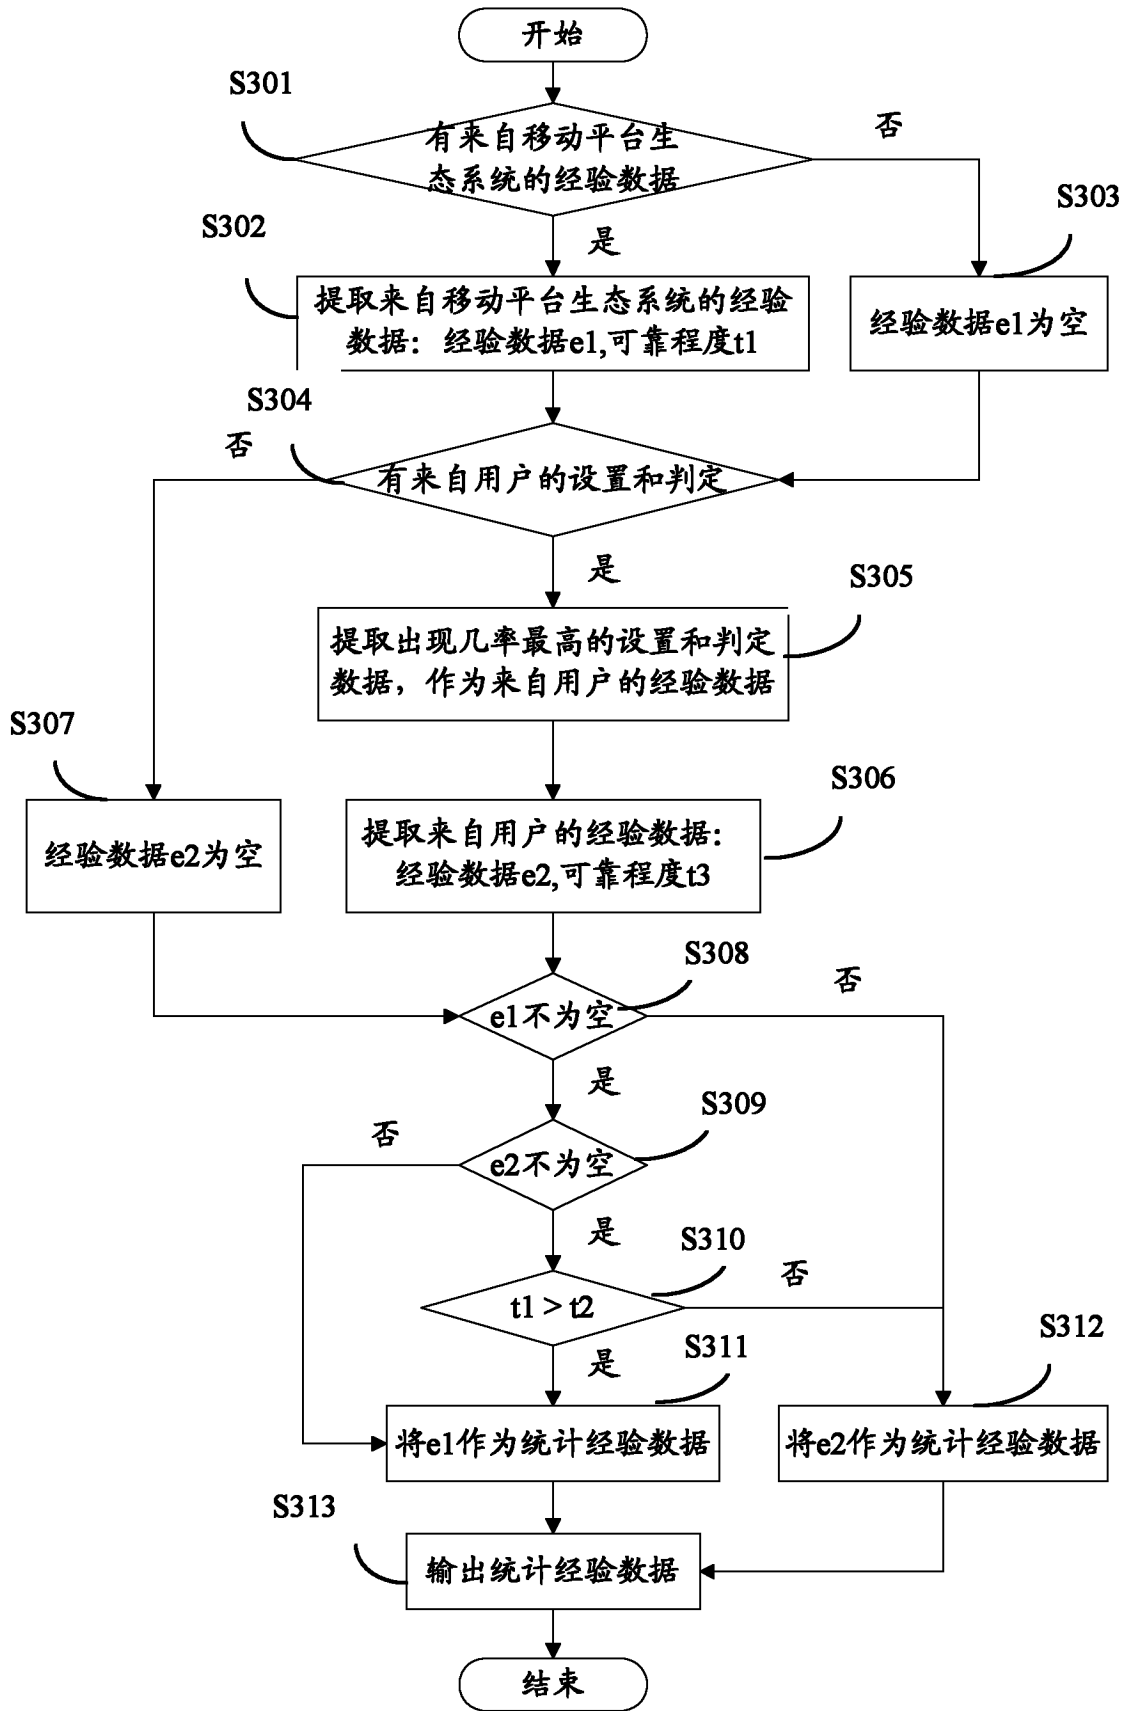 开始
S301
有来自移动平台生
态系统的经验数据
否
S303
S302
是
提取来自移动平台生态系统的经验
数据：经验数据e1,可靠程度t1
经验数据e1为空
S304
否
有来自用户的设置和判定
是
S305
提取出现几率最高的设置和判定
数据，作为来自用户的经验数据
S307
S306
经验数据e2为空
提取来自用户的经验数据：
经验数据e2,可靠程度t3
S308
否
e1不为空
是
S309
否
e2不为空
是
S310
否
t1 > t2
S312
S311
是
将e1作为统计经验数据
将e2作为统计经验数据
S313
输出统计经验数据
结束